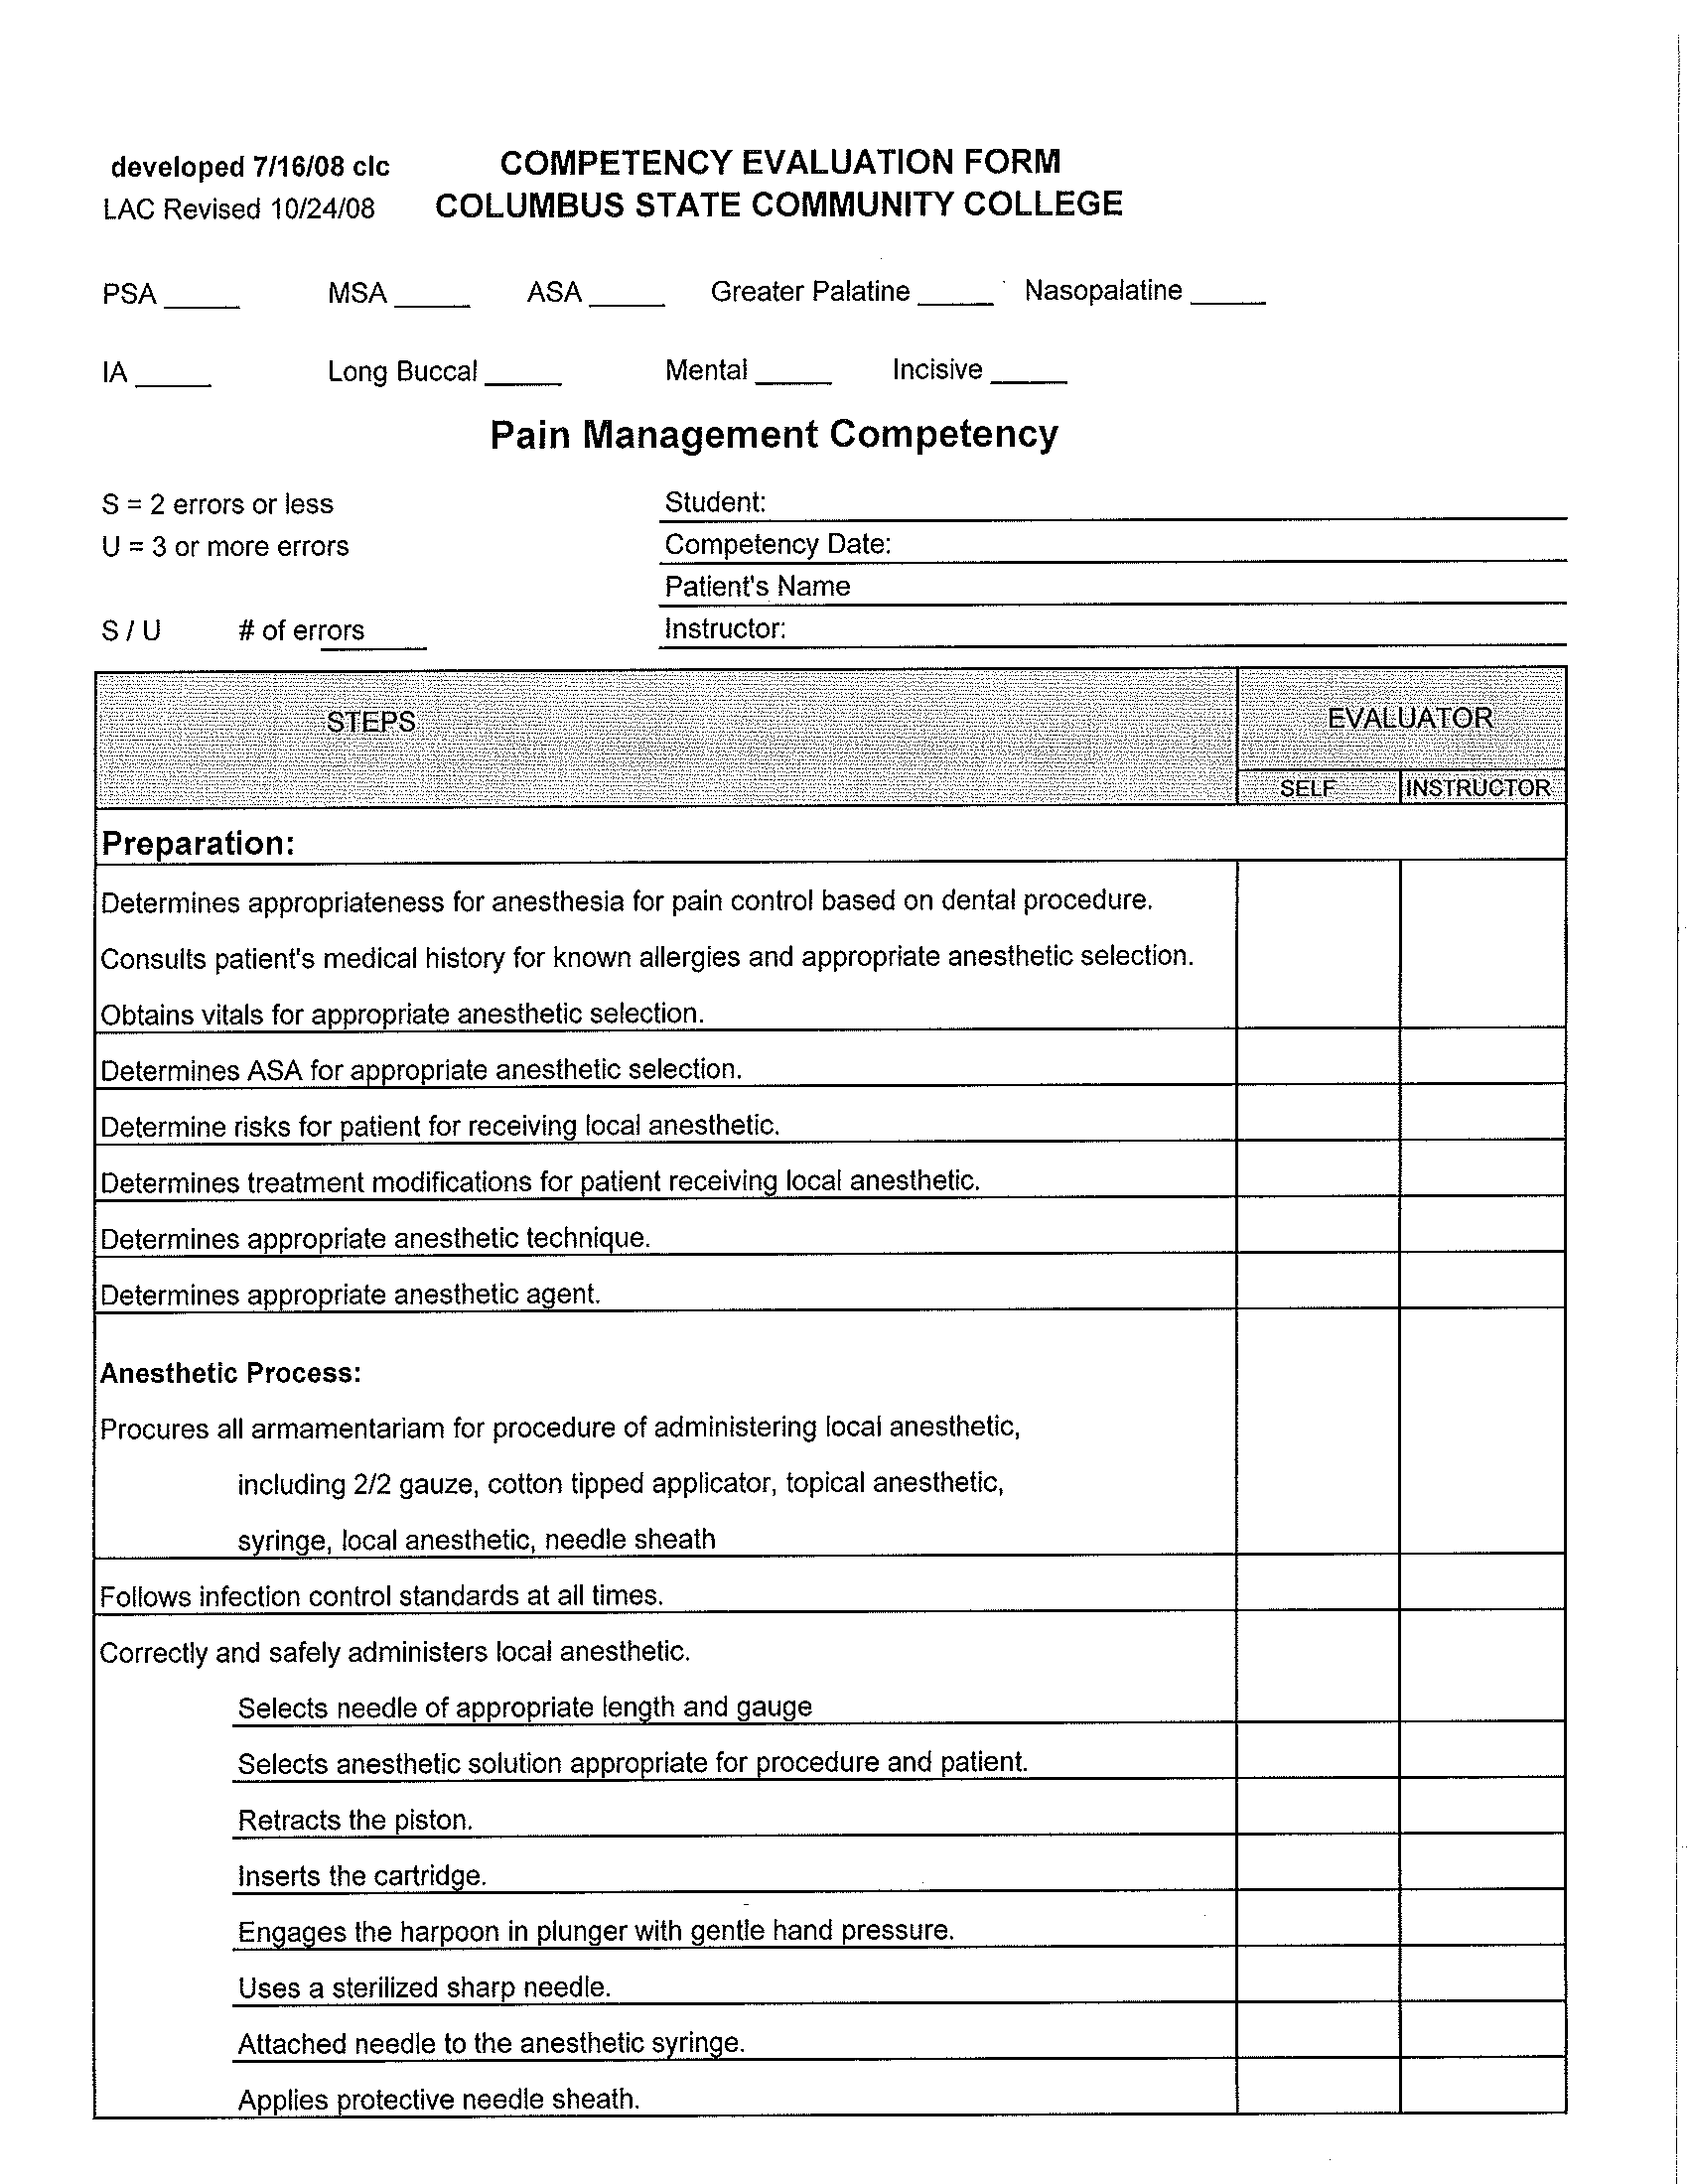 developed 7/16/08 clc COMPETENCY EVALUATION FORM
LAC Revised 10/24/08 COLUMBUS STATE COMMUNITY COLLEGE
PSA _____ MSA _____ ASA _____ Greater Palatine _____ Nasopalatine _____
IA _____ Long Buccal _____ Mental _____ Incisive _____
Pain Management Competency
S = 2 errors or less Student:
U = 3 or more errors Competency Date:
Patient's Name
S / U # of errors Instructor:
STEPS EVALUATOR
SELF INSTRUCTOR
Preparation:
Determines appropriateness for anesthesia for pain control based on dental procedure.
Consults patient's medical history for known allergies and appropriate anesthetic selection.
Obtains vitals for appropriate anesthetic selection.
Determines ASA for appropriate anesthetic selection.
Determine risks for patient for receiving local anesthetic.
Determines treatment modifications for patient receiving local anesthetic.
Determines appropriate anesthetic technique.
Determines appropriate anesthetic agent.
Anesthetic Process:
Procures all armamentariam for procedure of administering local anesthetic,
including 2/2 gauze, cotton tipped applicator, topical anesthetic,
syringe, local anesthetic, needle sheath
Follows infection control standards at all times.
Correctly and safely administers local anesthetic.
Selects needle of appropriate length and gauge
Selects anesthetic solution appropriate for procedure and patient.
Retracts the piston.
Inserts the cartridge.
Engages the harpoon in plunger with gentle hand pressure.
Uses a sterilized sharp needle.
Attached needle to the anesthetic syringe.
Applies protective needle sheath.